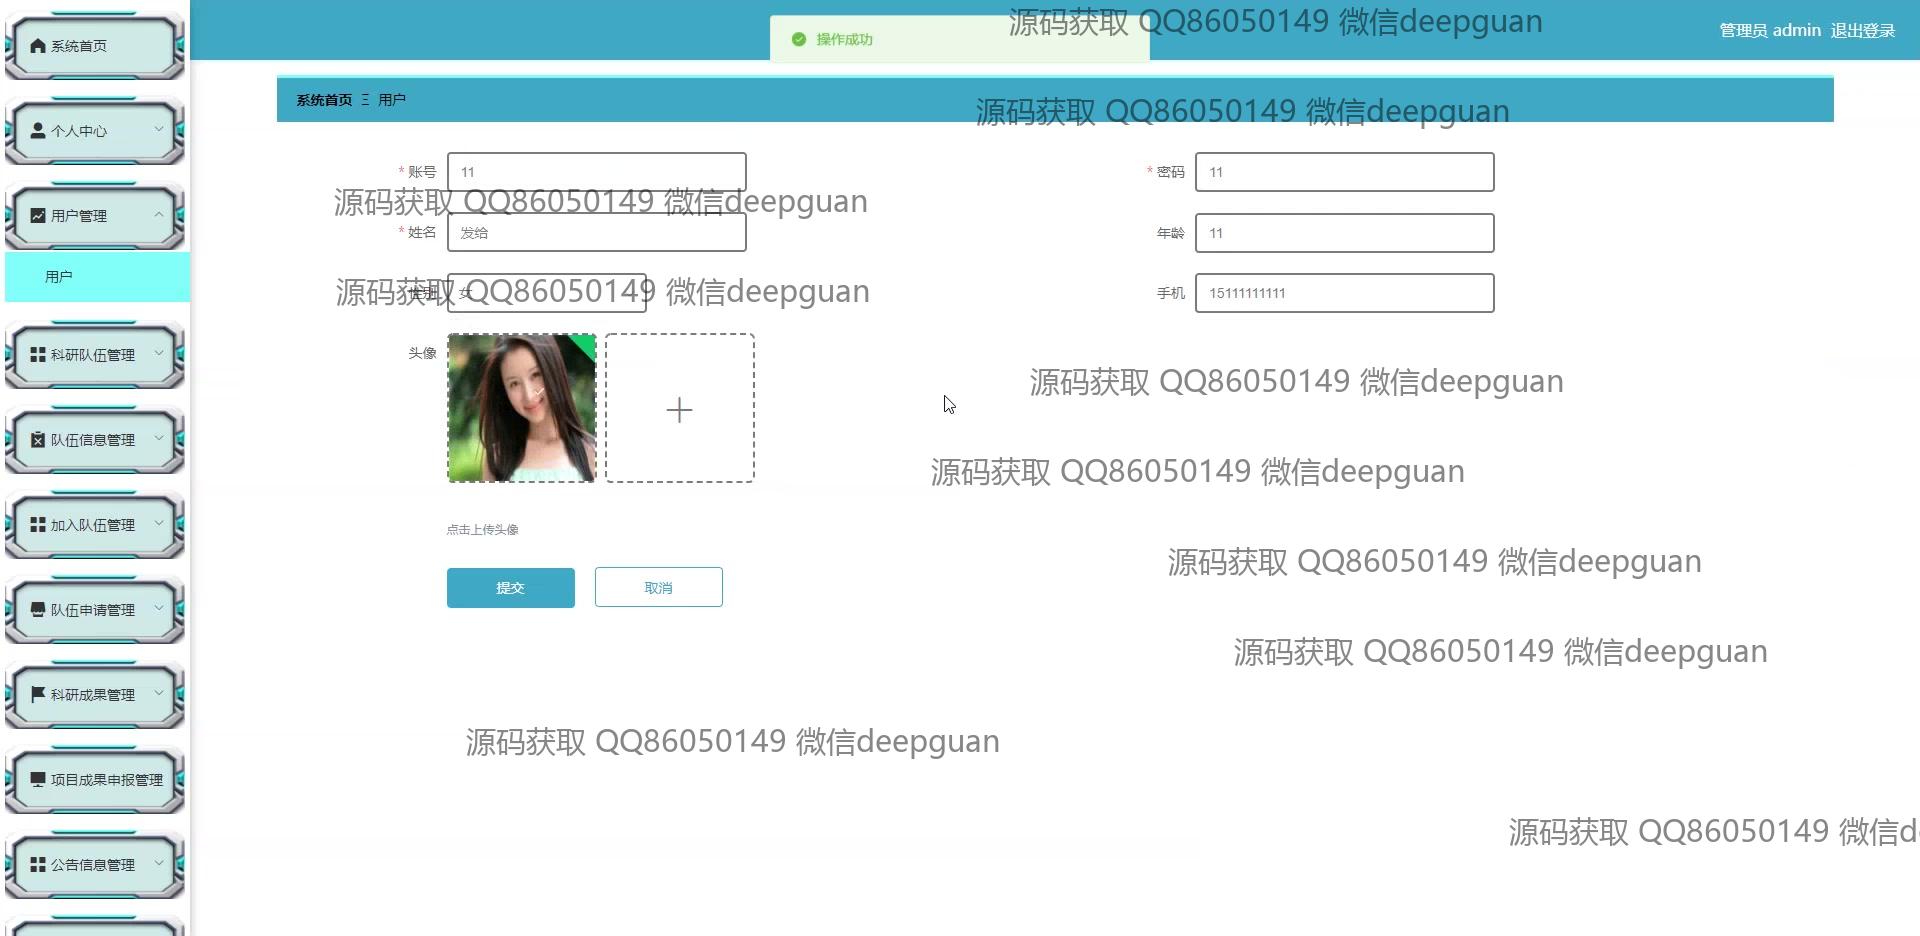 源码获取 QQ86050149 微信deepguan
操作成功
管理员 admin 退出登录
系统首页
系统首页 Ξ 用户
源码获取 QQ86050149 微信deepguan
个人中心
* 账号 11
* 密码 11
源码获取 QQ86050149 微信deepguan
用户管理
* 姓名 发给
年龄 11
用户
源码获取 QQ86050149 微信deepguan
性别 女
手机 15111111111
科研队伍管理
头像
源码获取 QQ86050149 微信deepguan
队伍信息管理
源码获取 QQ86050149 微信deepguan
加入队伍管理
点击上传头像
源码获取 QQ86050149 微信deepguan
提交
取消
队伍申请管理
源码获取 QQ86050149 微信deepguan
科研成果管理
源码获取 QQ86050149 微信deepguan
项目成果申报管理
源码获取 QQ86050149 微信d
公告信息管理